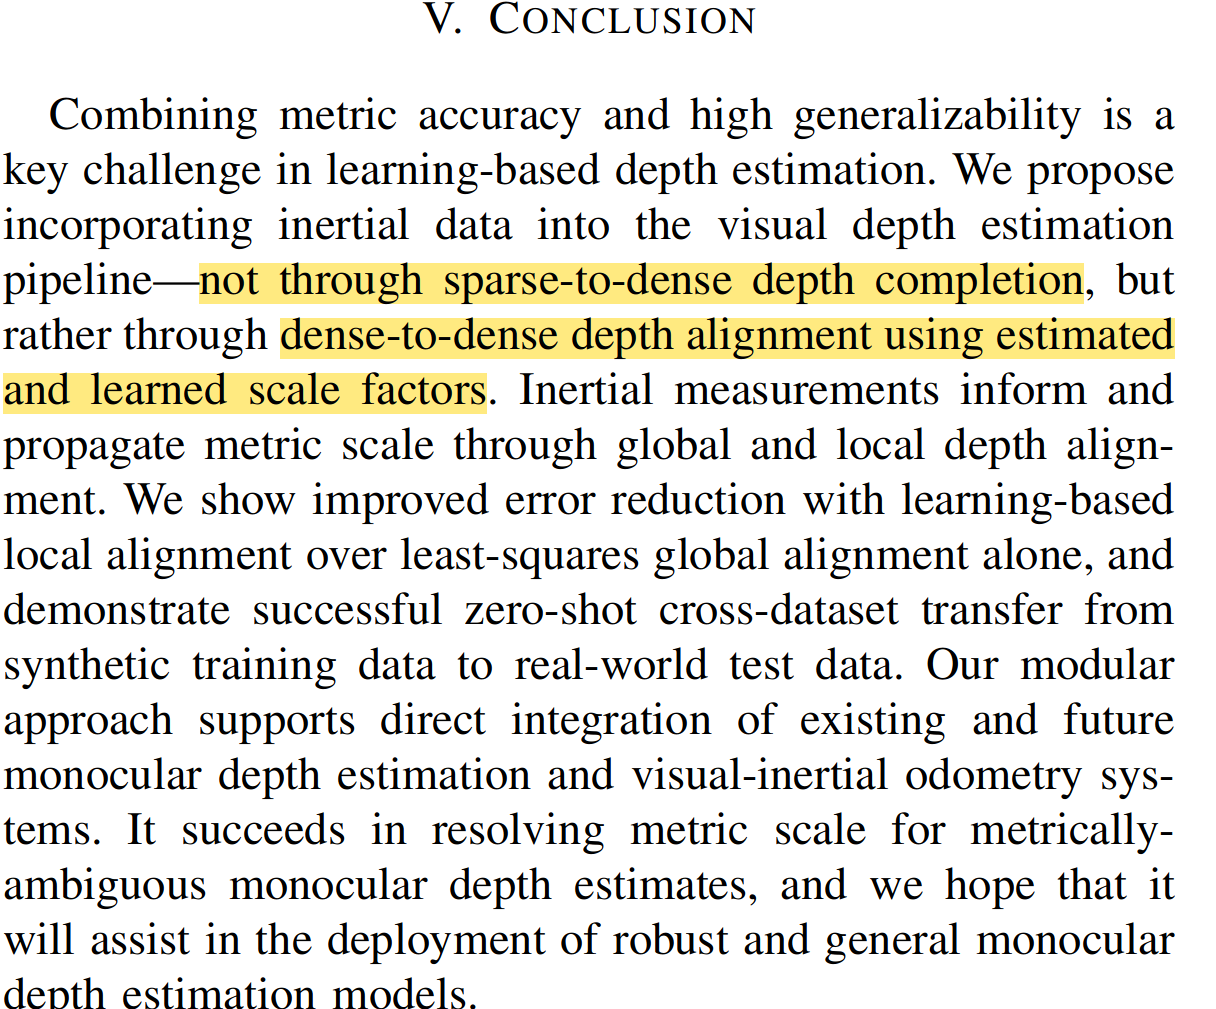 V. CONCLUSION
Combining metric accuracy and high generalizability is a
key challenge in learning-based depth estimation. We propose
incorporating inertial data into the visual depth estimation
pipeline—not through sparse-to-dense depth completion, but
rather through dense-to-dense depth alignment using estimated
and learned scale factors. Inertial measurements inform and
propagate metric scale through global and local depth align-
ment. We show improved error reduction with learning-based
local alignment over least-squares global alignment alone, and
demonstrate successful zero-shot cross-dataset transfer from
synthetic training data to real-world test data. Our modular
approach supports direct integration of existing and future
monocular depth estimation and visual-inertial odometry sys-
tems. It succeeds in resolving metric scale for metrically-
ambiguous monocular depth estimates, and we hope that it
will assist in the deployment of robust and general monocular
depth estimation models.